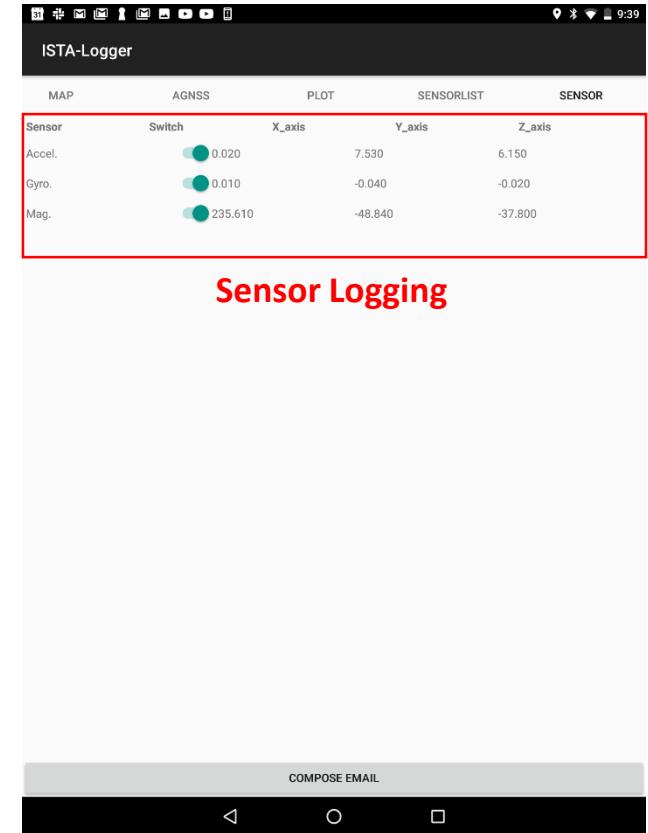 31 9:39
ISTA-Logger
MAP AGNSS PLOT SENSORLIST SENSOR
Sensor Switch X_axis Y_axis Z_axis
Accel. 0.020 7.530 6.150
Gyro. 0.010 -0.040 -0.020
Mag. 235.610 -48.840 -37.800
Sensor Logging
COMPOSE EMAIL